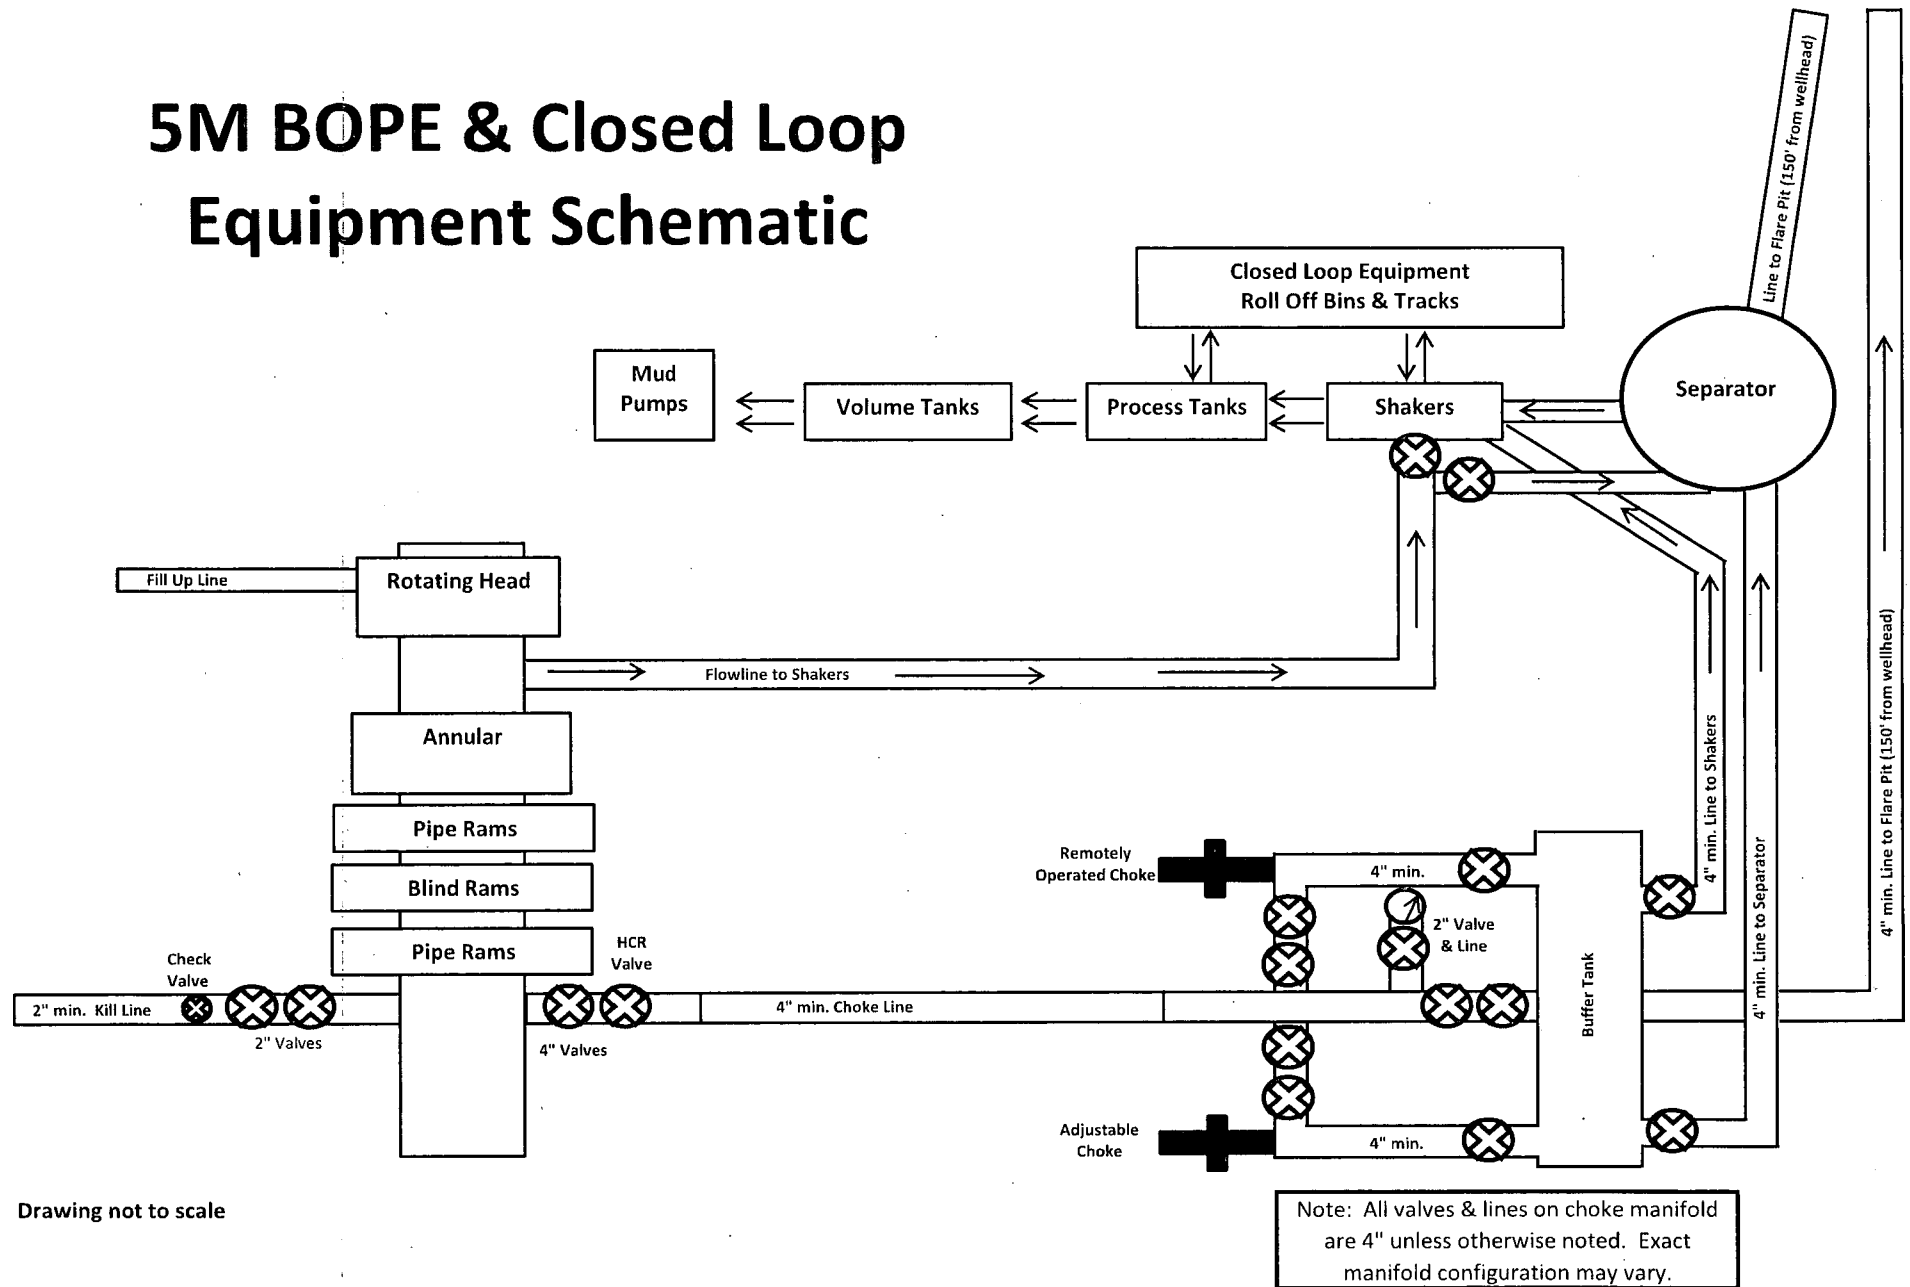 5M BOPE & Closed Loop
Equipment Schematic
Line to Flare Pit (150' from wellhead)
Closed Loop Equipment
Roll Off Bins & Tracks
Mud
Pumps
Volume Tanks
Process Tanks
Shakers
Separator
Fill Up Line
Rotating Head
Flowline to Shakers
Annular
Pipe Rams
Blind Rams
Pipe Rams
Check
Valve
HCR
Valve
2" min. Kill Line
2" Valves
4" Valves
4" min. Choke Line
Remotely
Operated Choke
4" min.
2" Valve
& Line
Buffer Tank
Adjustable
Choke
4" min.
4" min. Line to Shakers
4" min. Line to Separator
4" min. Line to Flare Pit (150' from wellhead)
Drawing not to scale
Note: All valves & lines on choke manifold
are 4" unless otherwise noted. Exact
manifold configuration may vary.